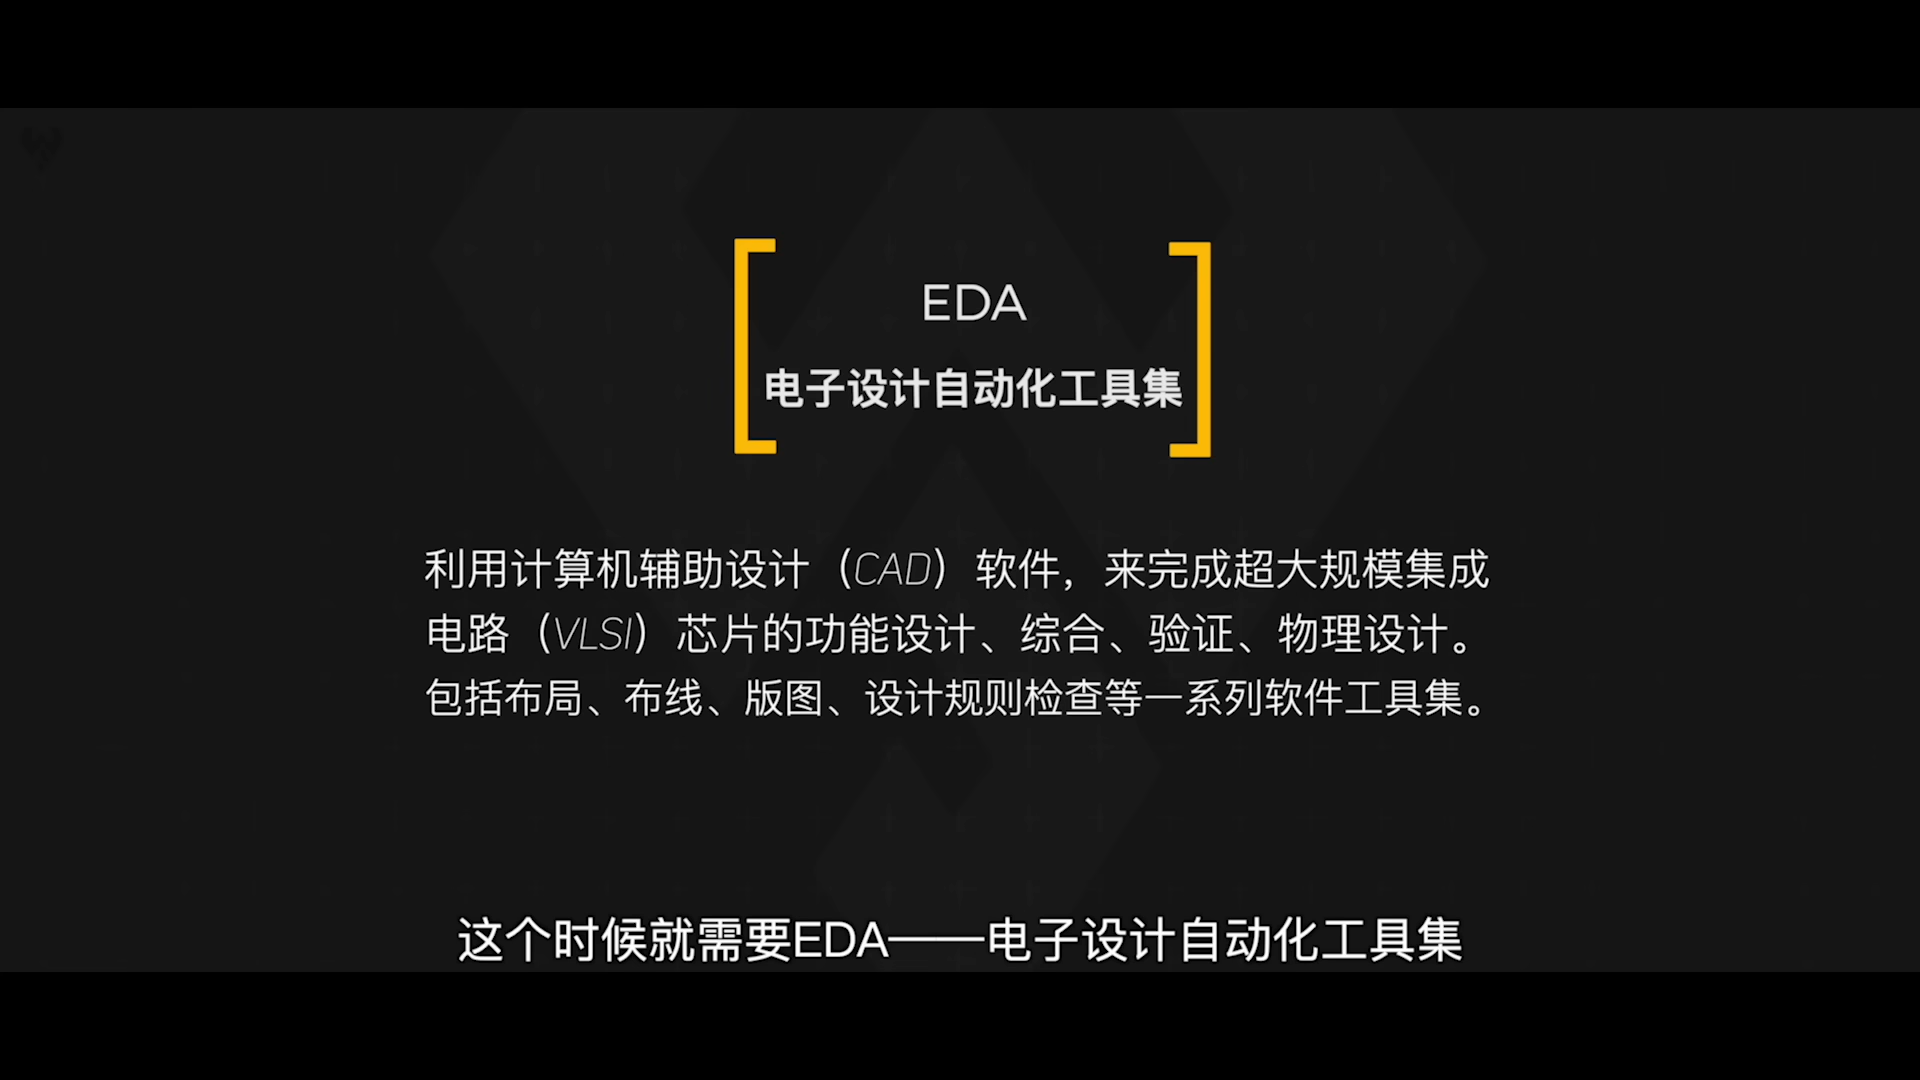 EDA
电子设计自动化工具集
利用计算机辅助设计（CAD）软件，来完成超大规模集成
电路（VLSI）芯片的功能设计、综合、验证、物理设计。
包括布局、布线、版图、设计规则检查等一系列软件工具集。
这个时候就需要EDA——电子设计自动化工具集